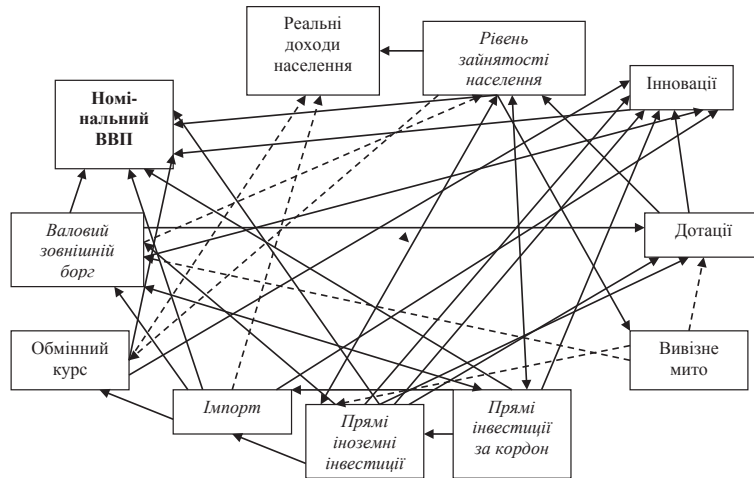 Реальні
доходи
населення
Рівень
зайнятості
населення
Інновації
Номі-
нальний
ВВП
Валовий
зовнішній
борг
Дотації
Обмінний
курс
Вивізне
мито
Імпорт
Прямі
іноземні
інвестиції
Прямі
інвестиції
за кордон